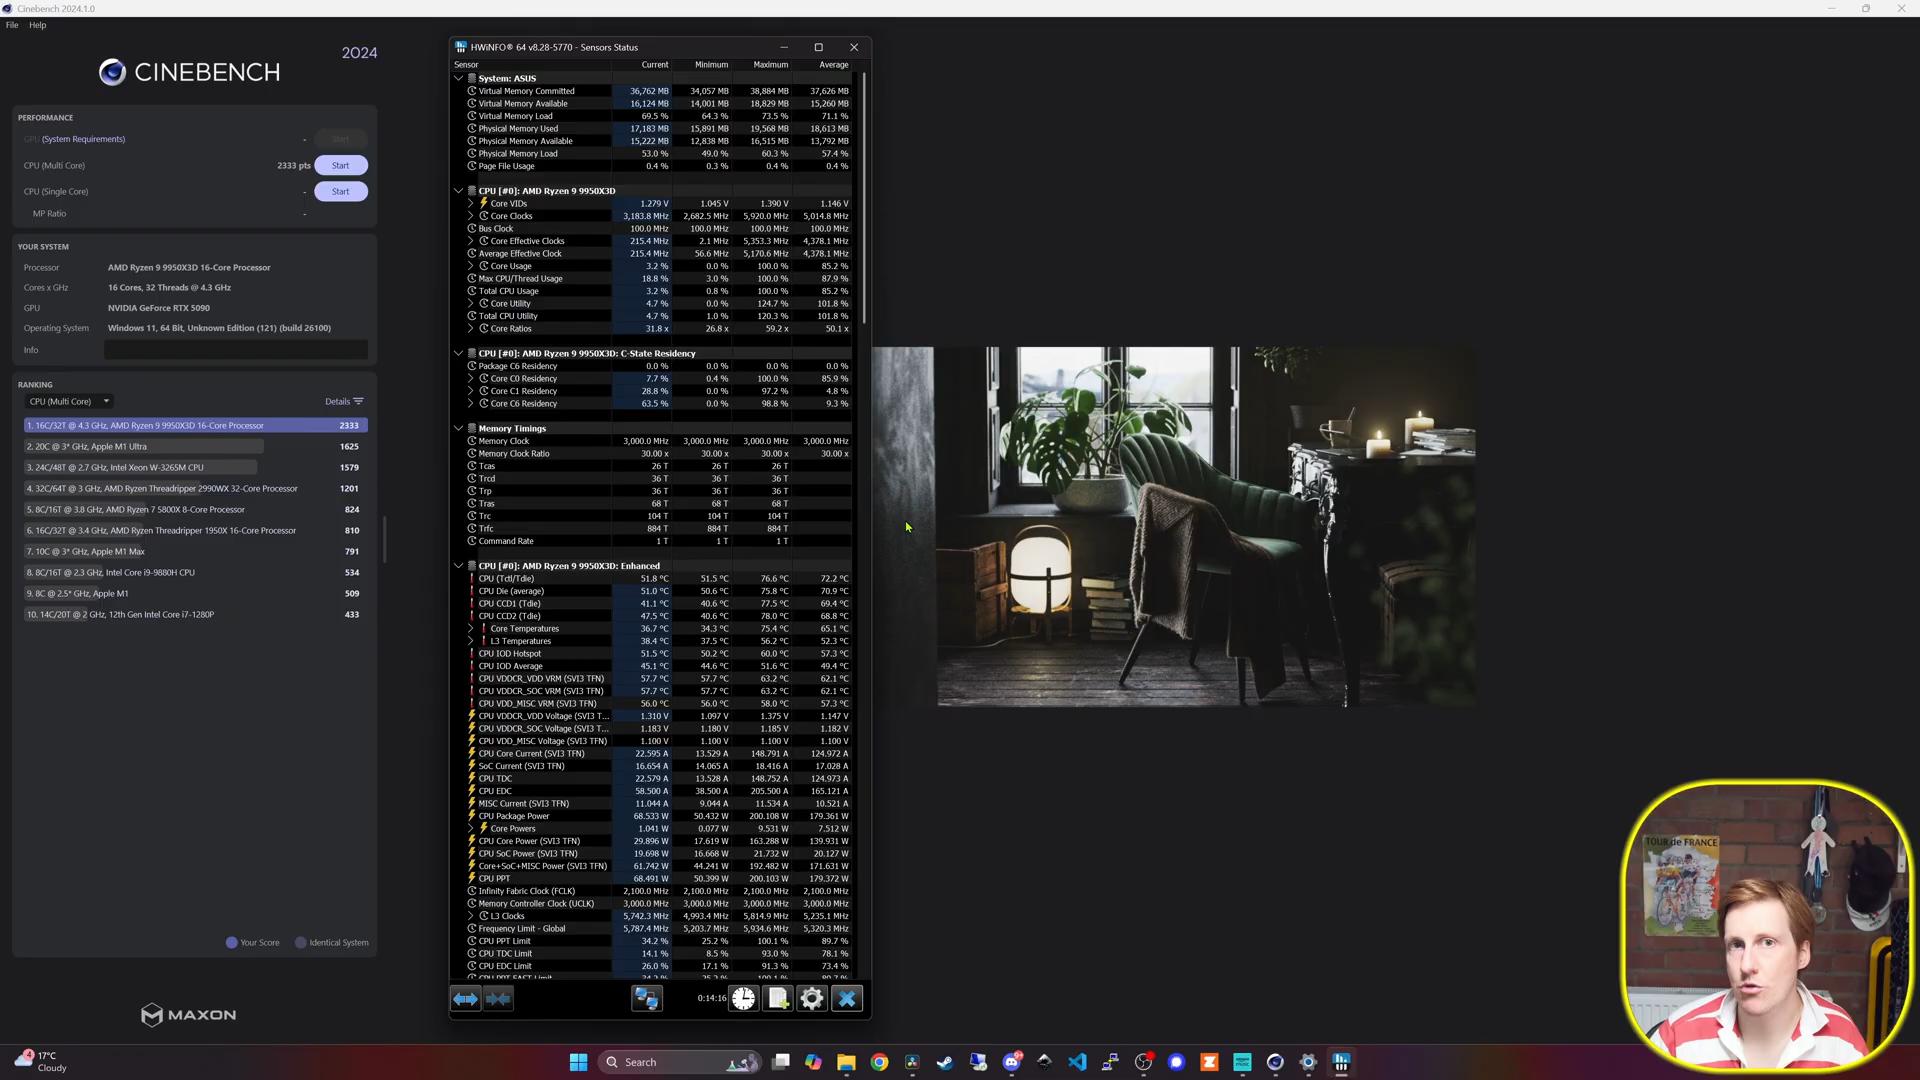 Cinebench 2024.1.0
File Help
2024
CINEBENCH
PERFORMANCE
GPU (System Requirements) - Start
CPU (Multi Core) 2333 pts Start
CPU (Single Core) - Start
MP Ratio -
YOUR SYSTEM
Processor AMD Ryzen 9 9950X3D 16-Core Processor
Cores x GHz 16 Cores, 32 Threads @ 4.3 GHz
GPU NVIDIA GeForce RTX 5090
Operating System Windows 11, 64 Bit, Unknown Edition (121) (build 26100)
Info
RANKING
CPU (Multi Core) Details
1. 16C/32T @ 4.3 GHz, AMD Ryzen 9 9950X3D 16-Core Processor 2333
2. 20C @ 3* GHz, Apple M1 Ultra 1625
3. 24C/48T @ 2.7 GHz, Intel Xeon W-3265M CPU 1579
4. 32C/64T @ 3 GHz, AMD Ryzen Threadripper 2990WX 32-Core Processor 1201
5. 8C/16T @ 3.8 GHz, AMD Ryzen 7 5800X 8-Core Processor 824
6. 16C/32T @ 3.4 GHz, AMD Ryzen Threadripper 1950X 16-Core Processor 810
7. 10C @ 3* GHz, Apple M1 Max 791
8. 8C/16T @ 2.3 GHz, Intel Core i9-9880H CPU 534
9. 8C @ 2.5* GHz, Apple M1 509
10. 14C/20T @ 2 GHz, 12th Gen Intel Core i7-1280P 433
Your Score Identical System
MAXON
HWiNFO® 64 v8.28-5770 - Sensors Status
Sensor Current Minimum Maximum Average
System: ASUS
Virtual Memory Committed 36,762 MB 34,057 MB 38,884 MB 37,626 MB
Virtual Memory Available 16,124 MB 14,001 MB 18,829 MB 15,260 MB
Virtual Memory Load 69.5 % 64.3 % 73.5 % 71.1 %
Physical Memory Used 17,183 MB 15,891 MB 19,568 MB 18,613 MB
Physical Memory Available 15,222 MB 12,838 MB 16,515 MB 13,792 MB
Physical Memory Load 53.0 % 49.0 % 60.3 % 57.4 %
Page File Usage 0.4 % 0.3 % 0.4 % 0.4 %
CPU [#0]: AMD Ryzen 9 9950X3D
Core VIDs 1.279 V 1.045 V 1.390 V 1.146 V
Core Clocks 3,183.8 MHz 2,682.5 MHz 5,920.0 MHz 5,014.8 MHz
Bus Clock 100.0 MHz 100.0 MHz 100.0 MHz 100.0 MHz
Core Effective Clocks 215.4 MHz 2.1 MHz 5,353.3 MHz 4,378.1 MHz
Average Effective Clock 215.4 MHz 56.6 MHz 5,170.6 MHz 4,378.1 MHz
Core Usage 3.2 % 0.0 % 100.0 % 85.2 %
Max CPU/Thread Usage 18.8 % 3.0 % 100.0 % 87.9 %
Total CPU Usage 3.2 % 0.8 % 100.0 % 85.2 %
Core Utility 4.7 % 0.0 % 124.7 % 101.8 %
Total CPU Utility 4.7 % 1.0 % 120.3 % 101.8 %
Core Ratios 31.8 x 26.8 x 59.2 x 50.1 x
CPU [#0]: AMD Ryzen 9 9950X3D: C-State Residency
Package C6 Residency 0.0 % 0.0 % 0.0 % 0.0 %
Core C0 Residency 7.7 % 0.4 % 100.0 % 85.9 %
Core C1 Residency 28.8 % 0.0 % 97.2 % 4.8 %
Core C6 Residency 63.5 % 0.0 % 98.8 % 9.3 %
Memory Timings
Memory Clock 3,000.0 MHz 3,000.0 MHz 3,000.0 MHz 3,000.0 MHz
Memory Clock Ratio 30.00 x 30.00 x 30.00 x 30.00 x
Tcas 26 T 26 T 26 T
Trcd 36 T 36 T 36 T
Trp 36 T 36 T 36 T
Tras 68 T 68 T 68 T
Trc 104 T 104 T 104 T
Trfc 884 T 884 T 884 T
Command Rate 1 T 1 T 1 T
CPU [#0]: AMD Ryzen 9 9950X3D: Enhanced
CPU (Tctl/Tdie) 51.8 °C 51.5 °C 76.6 °C 72.2 °C
CPU Die (average) 51.0 °C 50.6 °C 75.8 °C 70.9 °C
CPU CCD1 (Tdie) 41.1 °C 40.6 °C 77.5 °C 69.4 °C
CPU CCD2 (Tdie) 47.5 °C 40.6 °C 78.0 °C 68.8 °C
Core Temperatures 36.7 °C 34.3 °C 75.4 °C 65.1 °C
L3 Temperatures 38.4 °C 37.5 °C 56.2 °C 52.3 °C
CPU IOD Hotspot 51.5 °C 50.2 °C 60.0 °C 57.3 °C
CPU IOD Average 45.1 °C 44.6 °C 51.6 °C 49.4 °C
CPU VDDCR_VDD VRM (SVI3 TFN) 57.7 °C 57.7 °C 63.2 °C 62.1 °C
CPU VDDCR_SOC VRM (SVI3 TFN) 57.7 °C 57.7 °C 63.2 °C 62.1 °C
CPU VDD_MISC VRM (SVI3 TFN) 56.0 °C 56.0 °C 58.0 °C 57.3 °C
CPU VDDCR_VDD Voltage (SVI3 T... 1.310 V 1.097 V 1.375 V 1.147 V
CPU VDDCR_SOC Voltage (SVI3 T... 1.183 V 1.180 V 1.185 V 1.182 V
CPU VDD_MISC Voltage (SVI3 TFN) 1.100 V 1.100 V 1.100 V 1.100 V
CPU Core Current (SVI3 TFN) 22.595 A 13.529 A 148.791 A 124.972 A
SoC Current (SVI3 TFN) 16.654 A 14.065 A 18.416 A 17.028 A
CPU TDC 22.579 A 13.528 A 148.752 A 124.973 A
CPU EDC 58.500 A 38.500 A 205.500 A 165.121 A
MISC Current (SVI3 TFN) 11.044 A 9.044 A 11.534 A 10.521 A
CPU Package Power 68.533 W 50.432 W 200.108 W 179.361 W
Core Powers 1.041 W 0.077 W 9.531 W 7.512 W
CPU Core Power (SVI3 TFN) 29.896 W 17.619 W 163.288 W 139.931 W
CPU SoC Power (SVI3 TFN) 19.698 W 16.668 W 21.732 W 20.127 W
Core+SoC+MISC Power (SVI3 TFN) 61.742 W 44.241 W 192.482 W 171.631 W
CPU PPT 68.491 W 50.399 W 200.103 W 179.372 W
Infinity Fabric Clock (FCLK) 2,100.0 MHz 2,100.0 MHz 2,100.0 MHz 2,100.0 MHz
Memory Controller Clock (UCLK) 3,000.0 MHz 3,000.0 MHz 3,000.0 MHz 3,000.0 MHz
L3 Clocks 5,742.3 MHz 4,993.4 MHz 5,814.9 MHz 5,235.1 MHz
Frequency Limit - Global 5,787.4 MHz 5,203.7 MHz 5,934.6 MHz 5,320.3 MHz
CPU PPT Limit 34.2 % 25.2 % 100.1 % 89.7 %
CPU TDC Limit 14.1 % 8.5 % 93.0 % 78.1 %
CPU EDC Limit 26.0 % 17.1 % 91.3 % 73.4 %
0:14:16
TOUR de FRANCE
4
17°C
Cloudy
Search